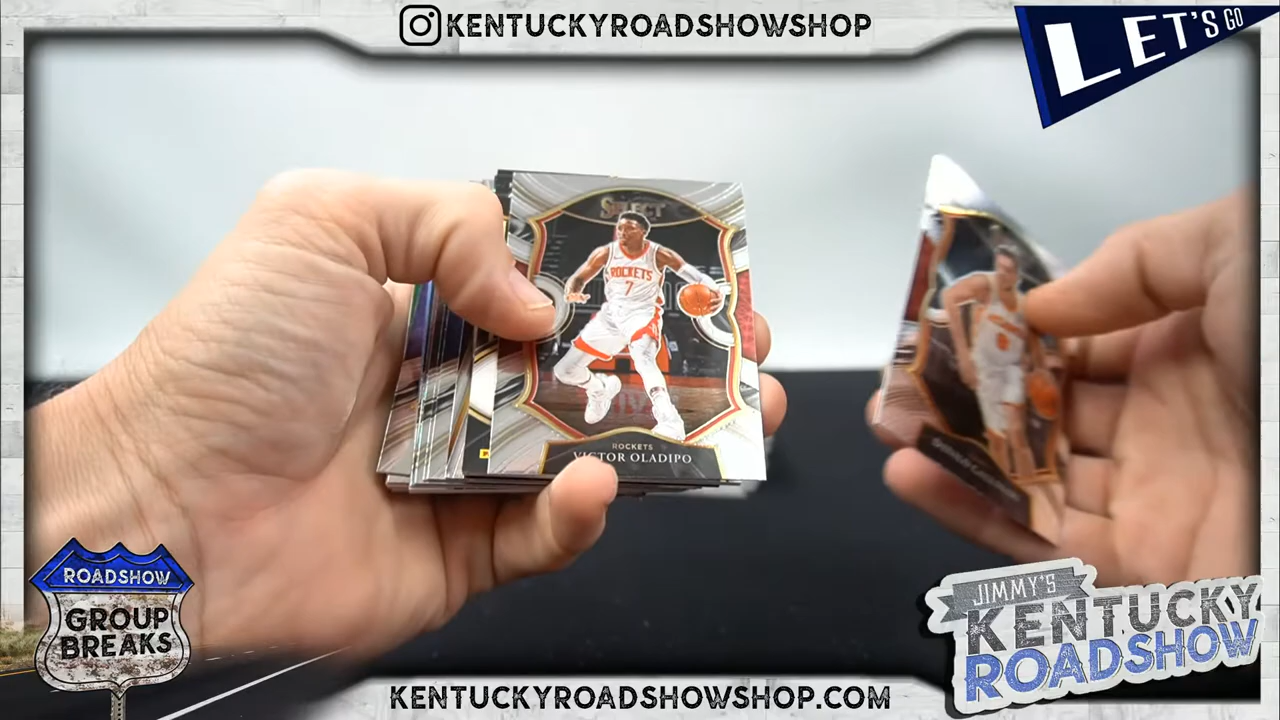 KENTUCKYROADSHOWSHOP
LET'S GO
SELECT
ROCKETS
7
ROCKETS
VICTOR OLADIPO
ROADSHOW
GROUP
BREAKS
JIMMY'S
KENTUCKY
ROADSHOW
KENTUCKYROADSHOWSHOP.COM